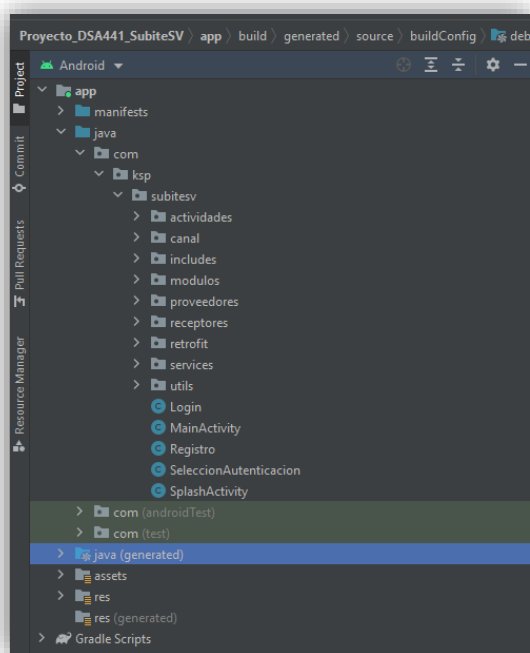 Proyecto_DSA441_SubiteSV 〉 app 〉 build 〉 generated 〉 source 〉 buildConfig 〉 deb
Project
Commit
Pull Requests
Resource Manager
Android
app
manifests
java
com
ksp
subitesv
actividades
canal
includes
modulos
proveedores
receptores
retrofit
services
utils
Login
MainActivity
Registro
SeleccionAutenticacion
SplashActivity
com (androidTest)
com (test)
java (generated)
assets
res
res (generated)
Gradle Scripts